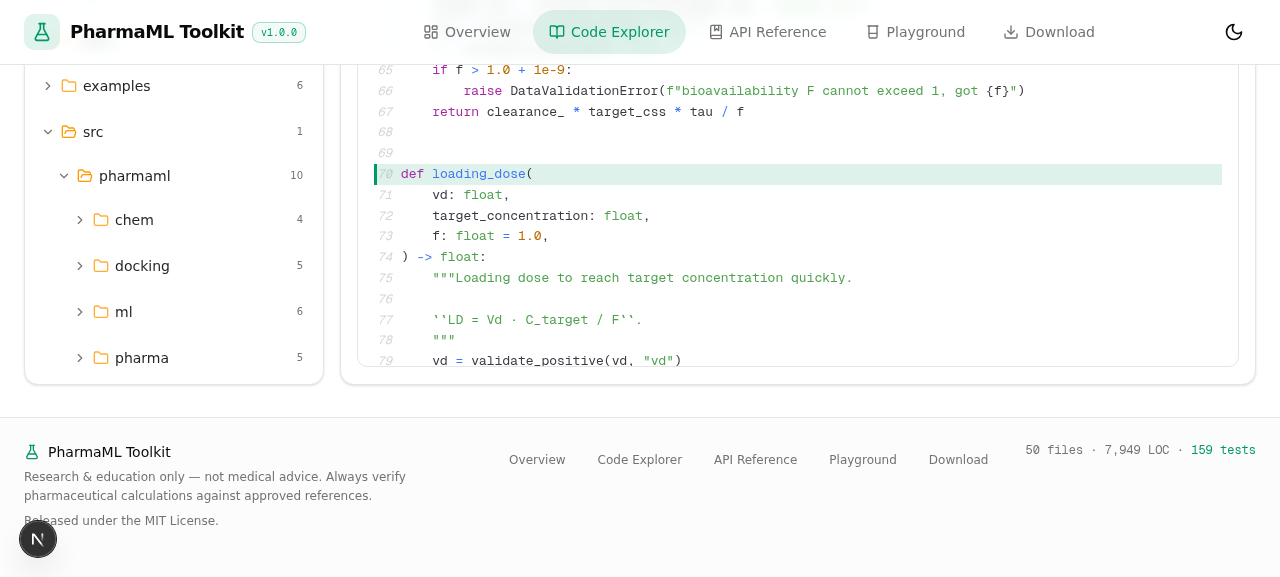 PharmaML Toolkit v1.0.0 Overview Code Explorer API Reference Playground Download
examples 6
src 1
pharmaml 10
chem 4
docking 5
ml 6
pharma 5
65 if f > 1.0 + 1e-9:
66 raise DataValidationError(f"bioavailability F cannot exceed 1, got {f}")
67 return clearance_ * target_css * tau / f
68
69
70 def loading_dose(
71 vd: float,
72 target_concentration: float,
73 f: float = 1.0,
74 ) -> float:
75 """Loading dose to reach target concentration quickly.
76
77 ``LD = Vd · C_target / F``.
78 """
79 vd = validate_positive(vd, "vd")
PharmaML Toolkit
Research & education only — not medical advice. Always verify
pharmaceutical calculations against approved references.
Released under the MIT License.
Overview Code Explorer API Reference Playground Download
50 files · 7,949 LOC · 159 tests
N